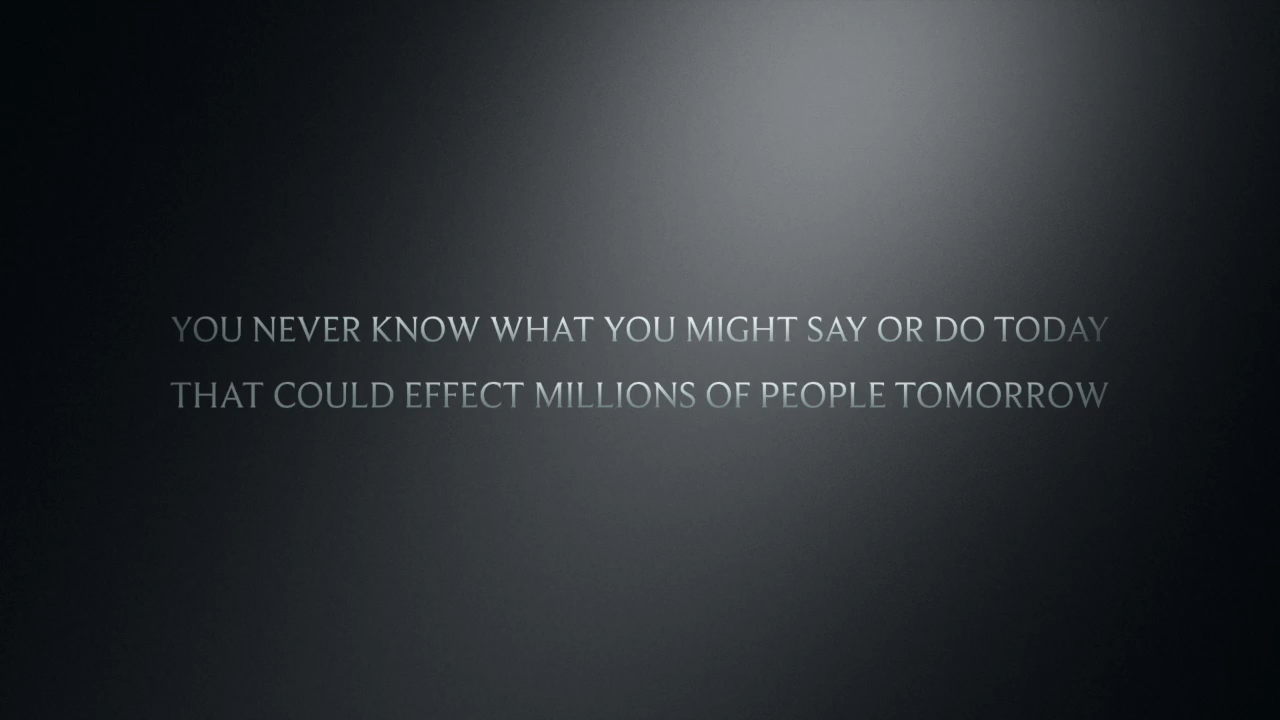 YOU NEVER KNOW WHAT YOU MIGHT SAY OR DO TODAY
THAT COULD EFFECT MILLIONS OF PEOPLE TOMORROW